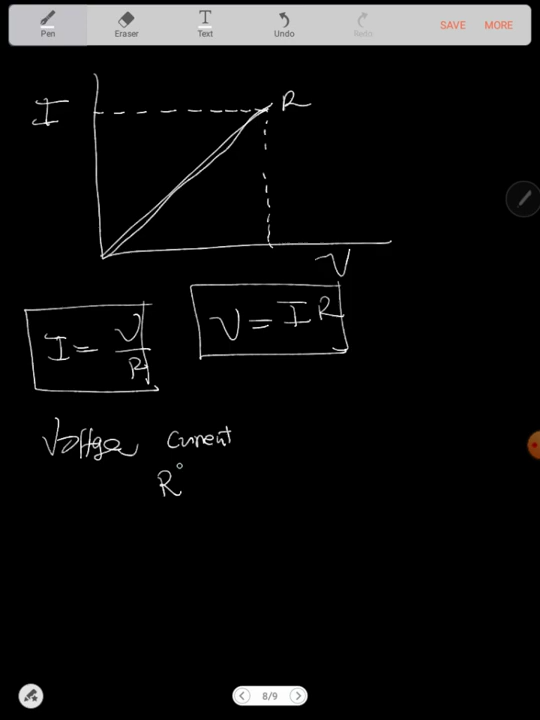 Pen Eraser Text Undo Redo SAVE MORE
I
R
V
I = V/R
V = IR
Voltage current
R°
8/9